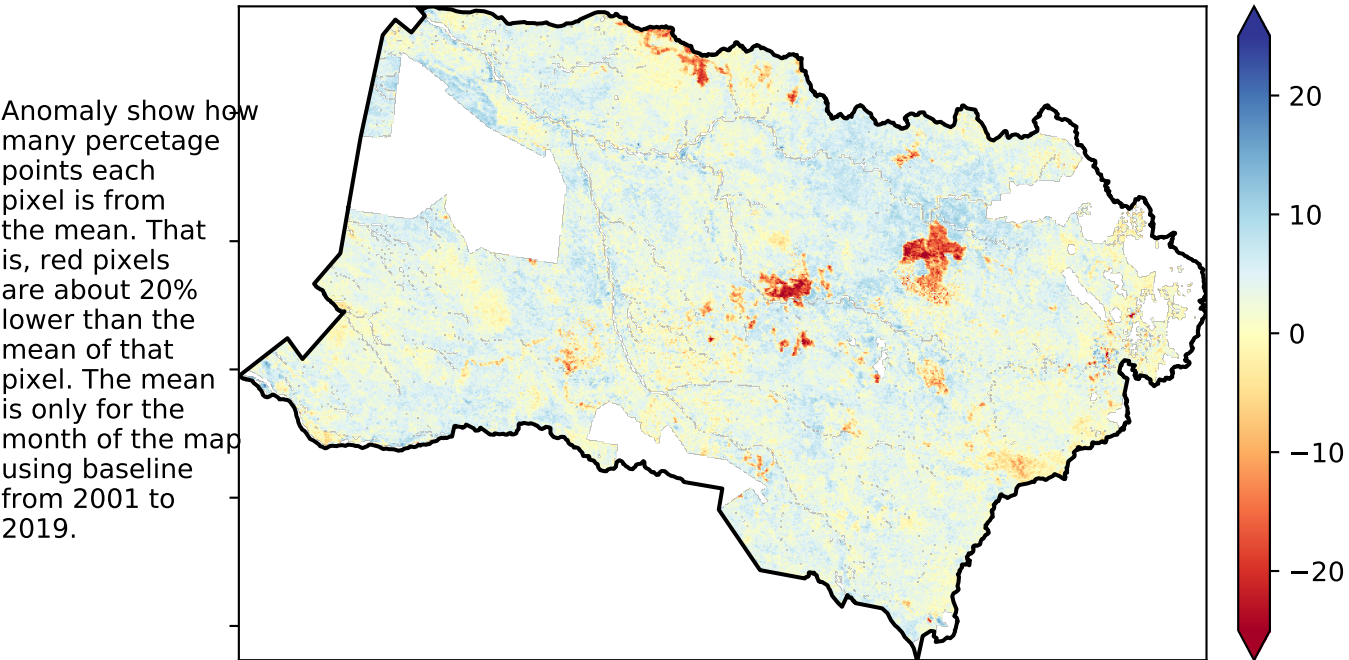 Anomaly show how
many percetage
points each
pixel is from
the mean. That
is, red pixels
are about 20%
lower than the
mean of that
pixel. The mean
is only for the
month of the map
using baseline
from 2001 to
2019.
20
10
0
−10
−20